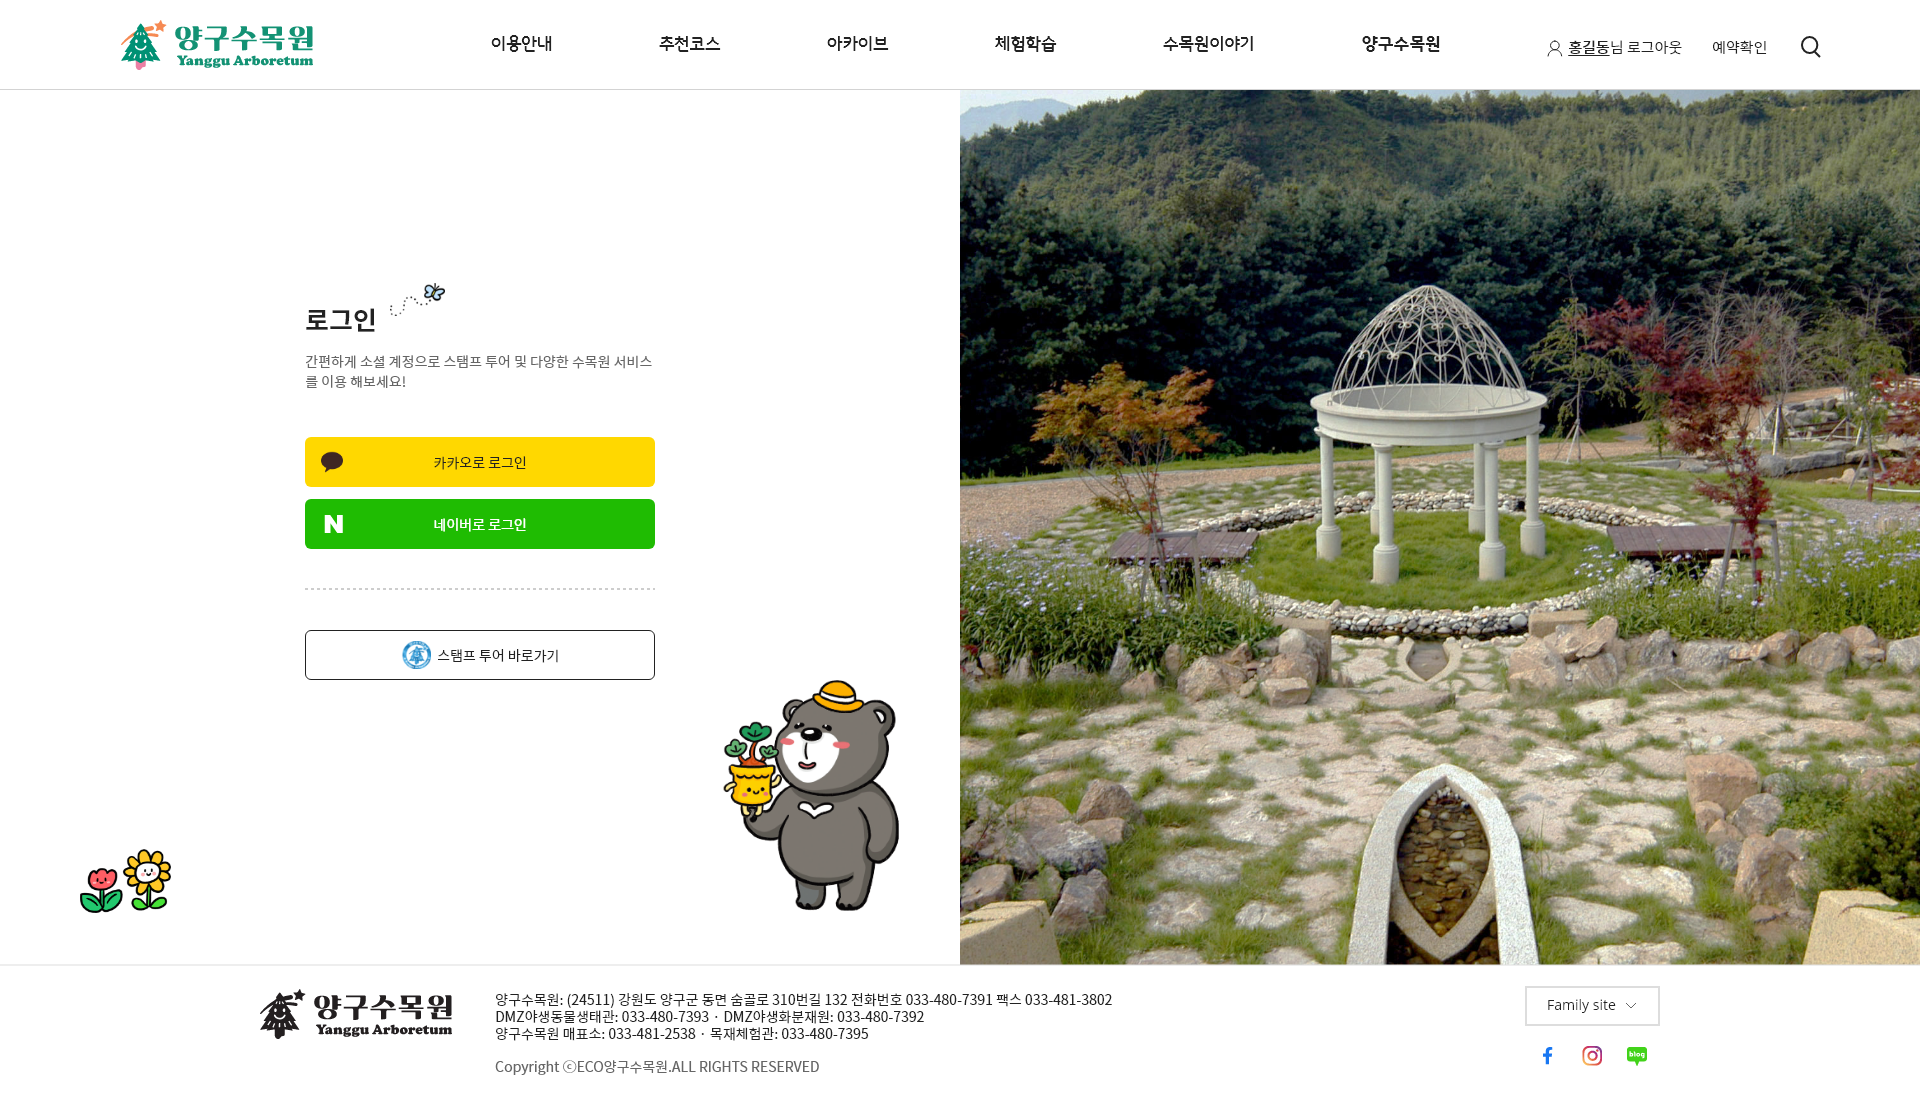 양구수목원
Yanggu Arboretum
이용안내
추천코스
아카이브
체험학습
수목원이야기
양구수목원
홍길동님 로그아웃
예약확인
로그인
간편하게 소셜 계정으로 스탬프 투어 및 다양한 수목원 서비스
를 이용 해보세요!
카카오로 로그인
N
네이버로 로그인
스탬프 투어 바로가기
양구수목원
Yanggu Arboretum
양구수목원: (24511) 강원도 양구군 동면 숨골로 310번길 132 전화번호 033-480-7391 팩스 033-481-3802
DMZ야생동물생태관: 033-480-7393 · DMZ야생화분재원: 033-480-7392
양구수목원 매표소: 033-481-2538 · 목재체험관: 033-480-7395
Copyright ⓒECO양구수목원.ALL RIGHTS RESERVED
Family site
blog